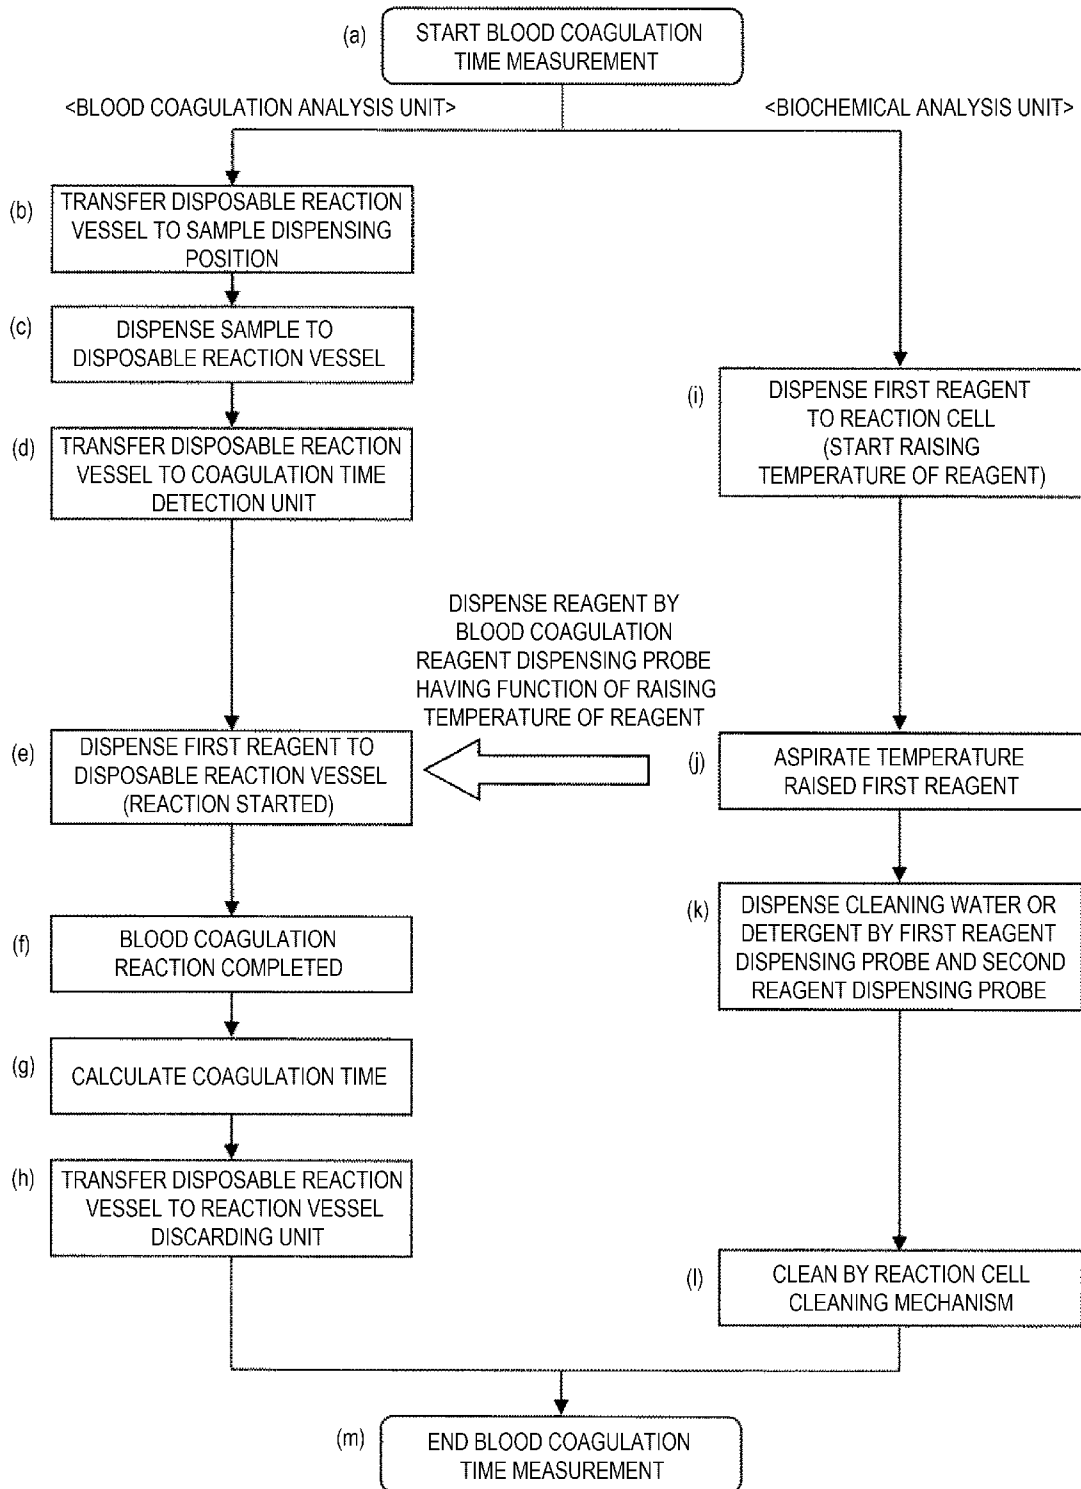 (a)
START BLOOD COAGULATION
TIME MEASUREMENT
<BLOOD COAGULATION ANALYSIS UNIT>
<BIOCHEMICAL ANALYSIS UNIT>
(b)
TRANSFER DISPOSABLE REACTION
VESSEL TO SAMPLE DISPENSING
POSITION
(c)
DISPENSE SAMPLE TO
DISPOSABLE REACTION VESSEL
(d)
TRANSFER DISPOSABLE REACTION
VESSEL TO COAGULATION TIME
DETECTION UNIT
(i)
DISPENSE FIRST REAGENT
TO REACTION CELL
(START RAISING
TEMPERATURE OF REAGENT)
DISPENSE REAGENT BY
BLOOD COAGULATION
REAGENT DISPENSING PROBE
HAVING FUNCTION OF RAISING
TEMPERATURE OF REAGENT
(e)
DISPENSE FIRST REAGENT TO
DISPOSABLE REACTION VESSEL
(REACTION STARTED)
(j)
ASPIRATE TEMPERATURE
RAISED FIRST REAGENT
(k)
DISPENSE CLEANING WATER OR
DETERGENT BY FIRST REAGENT
DISPENSING PROBE AND SECOND
REAGENT DISPENSING PROBE
(f)
BLOOD COAGULATION
REACTION COMPLETED
(g)
CALCULATE COAGULATION TIME
(h)
TRANSFER DISPOSABLE REACTION
VESSEL TO REACTION VESSEL
DISCARDING UNIT
(l)
CLEAN BY REACTION CELL
CLEANING MECHANISM
(m)
END BLOOD COAGULATION
TIME MEASUREMENT